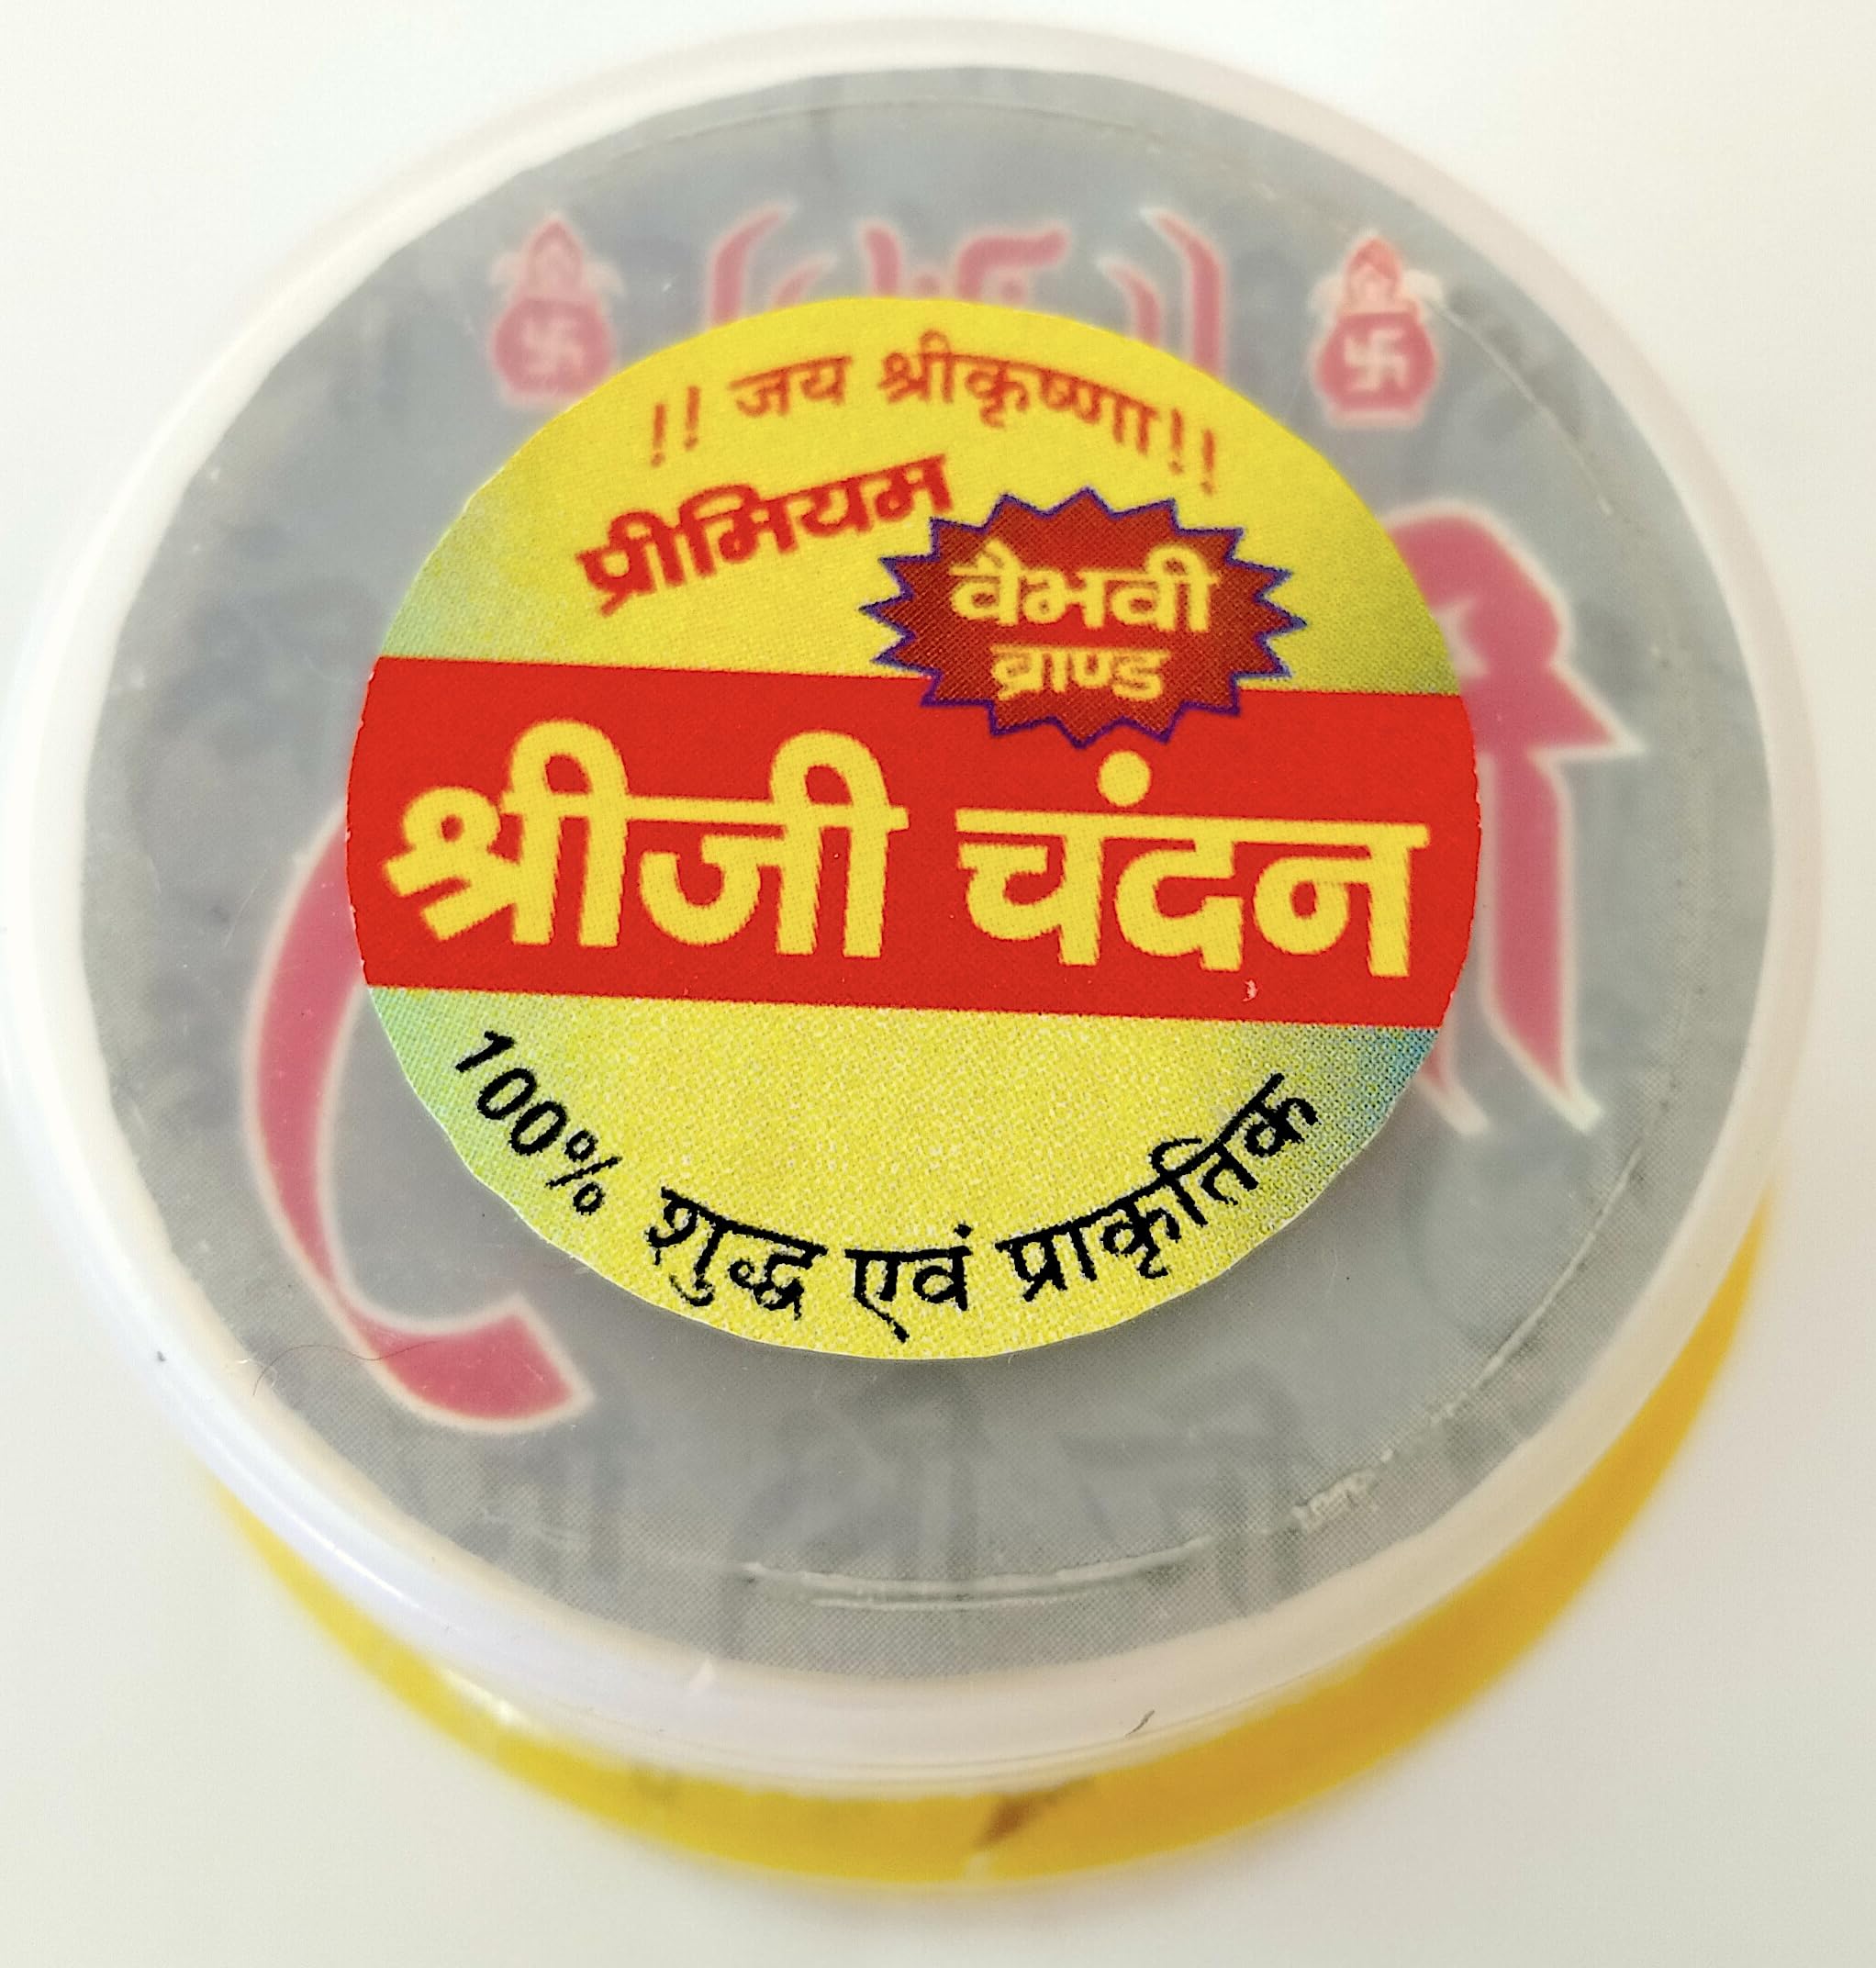 !! जय श्रीकृष्णा!!
प्रीमियम
वैभवी
ब्राण्ड
श्रीजी चंदन
100% शुद्ध एवं प्राकृतिक